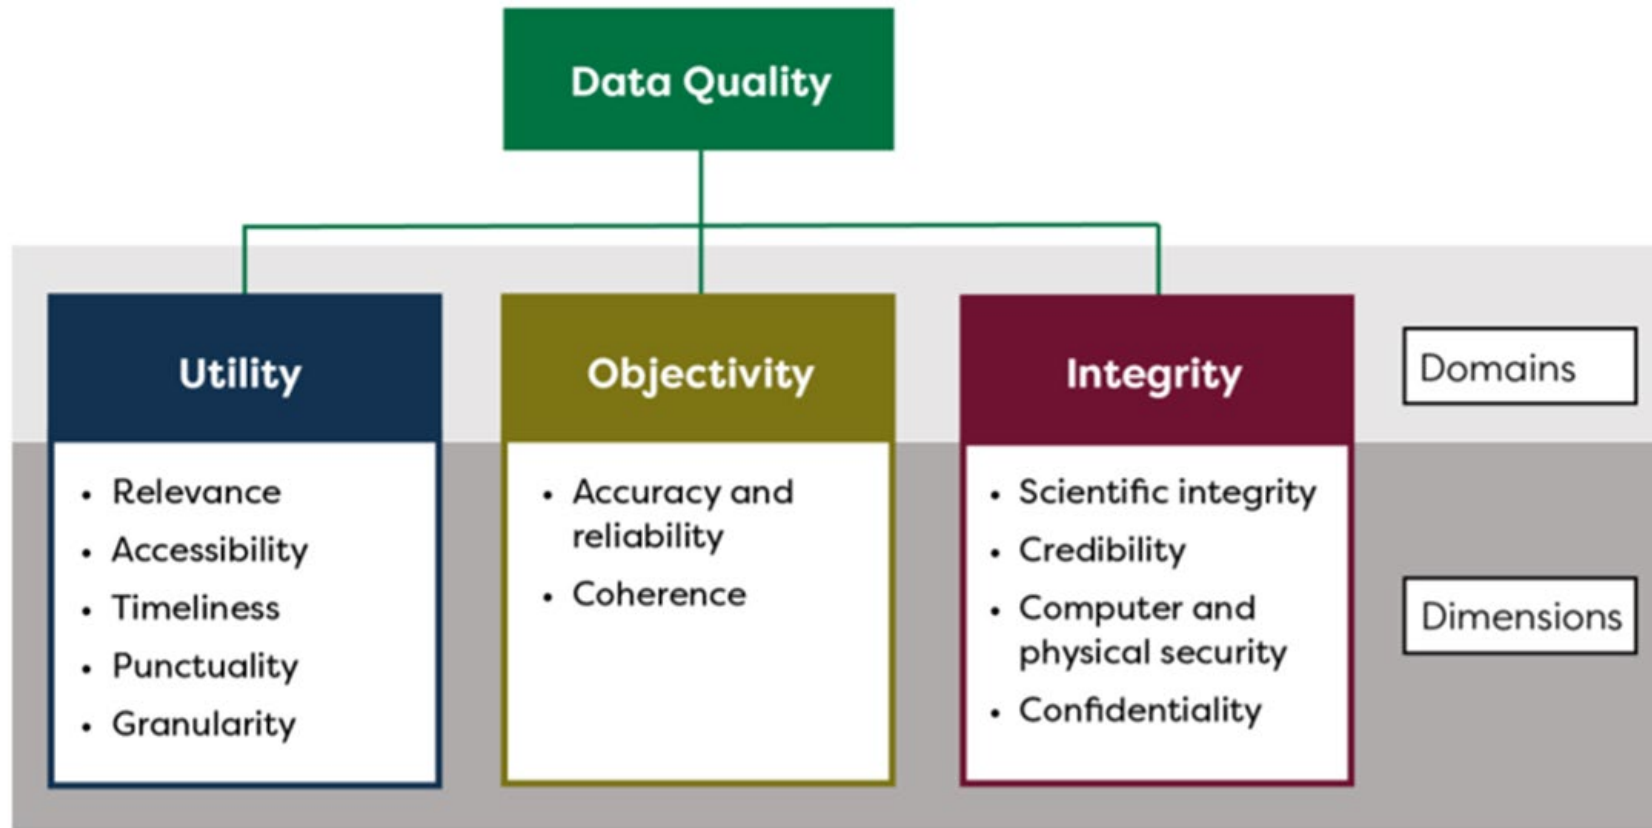 Data Quality
Utility
Objectivity
Integrity
Domains
• Relevance
• Accessibility
• Timeliness
• Punctuality
• Granularity
• Accuracy and
reliability
• Coherence
• Scientific integrity
• Credibility
• Computer and
physical security
• Confidentiality
Dimensions